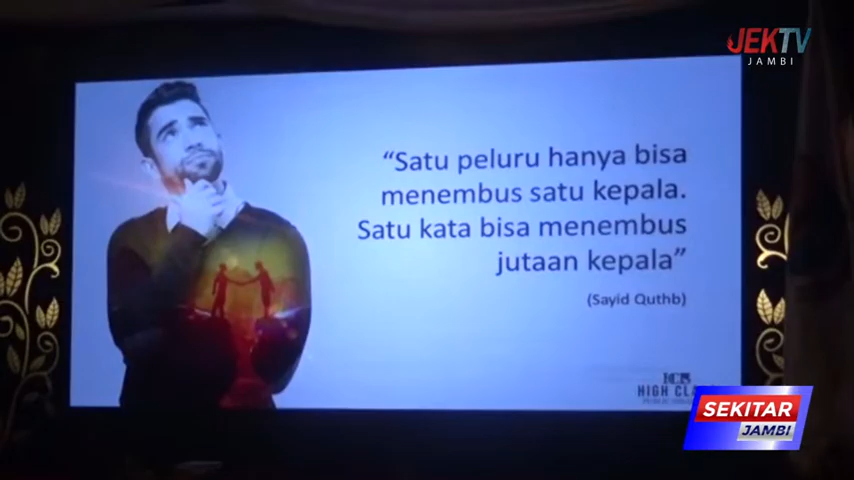 JEKTV
JAMBI
“Satu peluru hanya bisa
menembus satu kepala.
Satu kata bisa menembus
jutaan kepala”
(Sayid Quthb)
HIGH
SEKITAR
JAMBI